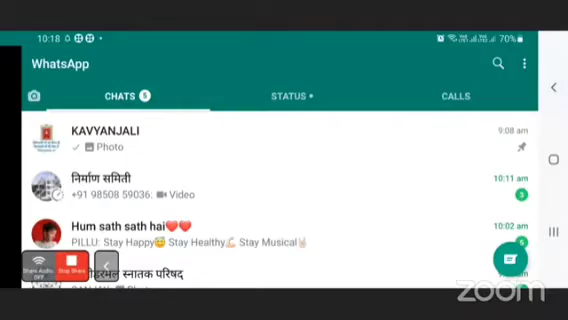 10:18
70%
WhatsApp
CHATS 5
STATUS
CALLS
KAVYANJALI
9:08 am
Photo
निर्माण समिती
10:11 am
+91 98508 59036: Video
3
Hum sath sath hai❤️❤️
10:02 am
PILLU: Stay Happy😇 Stay Healthy💪🏻 Stay Musical🤘🏻
Share Audio: OFF
Stop Share
स्नातक परिषद
zoom